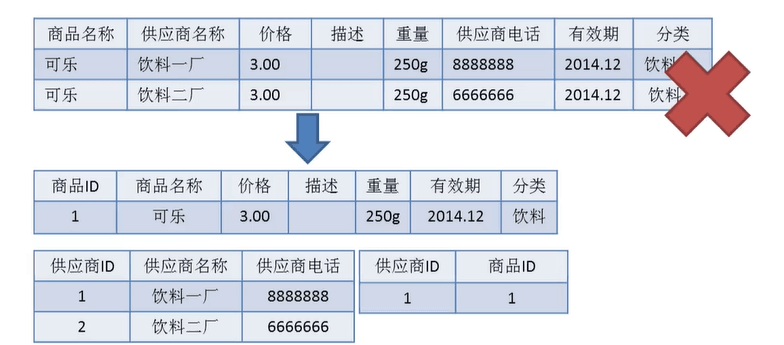 商品名称 供应商名称 价格 描述 重量 供应商电话 有效期 分类
可乐 饮料一厂 3.00 250g 8888888 2014.12 饮料
可乐 饮料二厂 3.00 250g 6666666 2014.12 饮料
商品ID 商品名称 价格 描述 重量 有效期 分类
1 可乐 3.00 250g 2014.12 饮料
供应商ID 供应商名称 供应商电话
1 饮料一厂 8888888
2 饮料二厂 6666666
供应商ID 商品ID
1 1